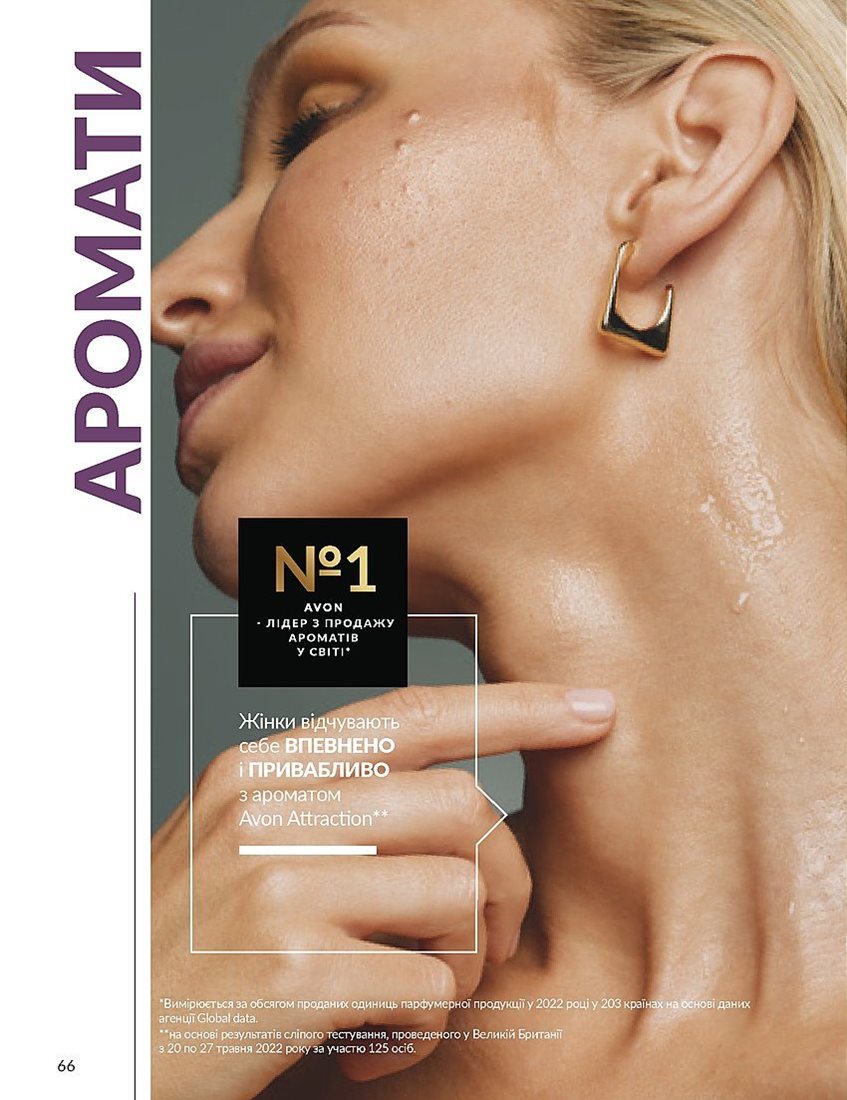 АРОМАТИ
№1
AVON
- ЛІДЕР З ПРОДАЖУ
АРОМАТІВ
У СВІТІ*
Жінки відчувають
себе ВПЕВНЕНО
і ПРИВАБЛИВО
з ароматом
Avon Attraction**
*Вимірюється за обсягом проданих одиниць парфумерної продукції у 2022 році у 203 країнах на основі даних
агенції Global data.
**на основі результатів сліпого тестування, проведеного у Великій Британії
з 20 по 27 травня 2022 року за участю 125 осіб.
66